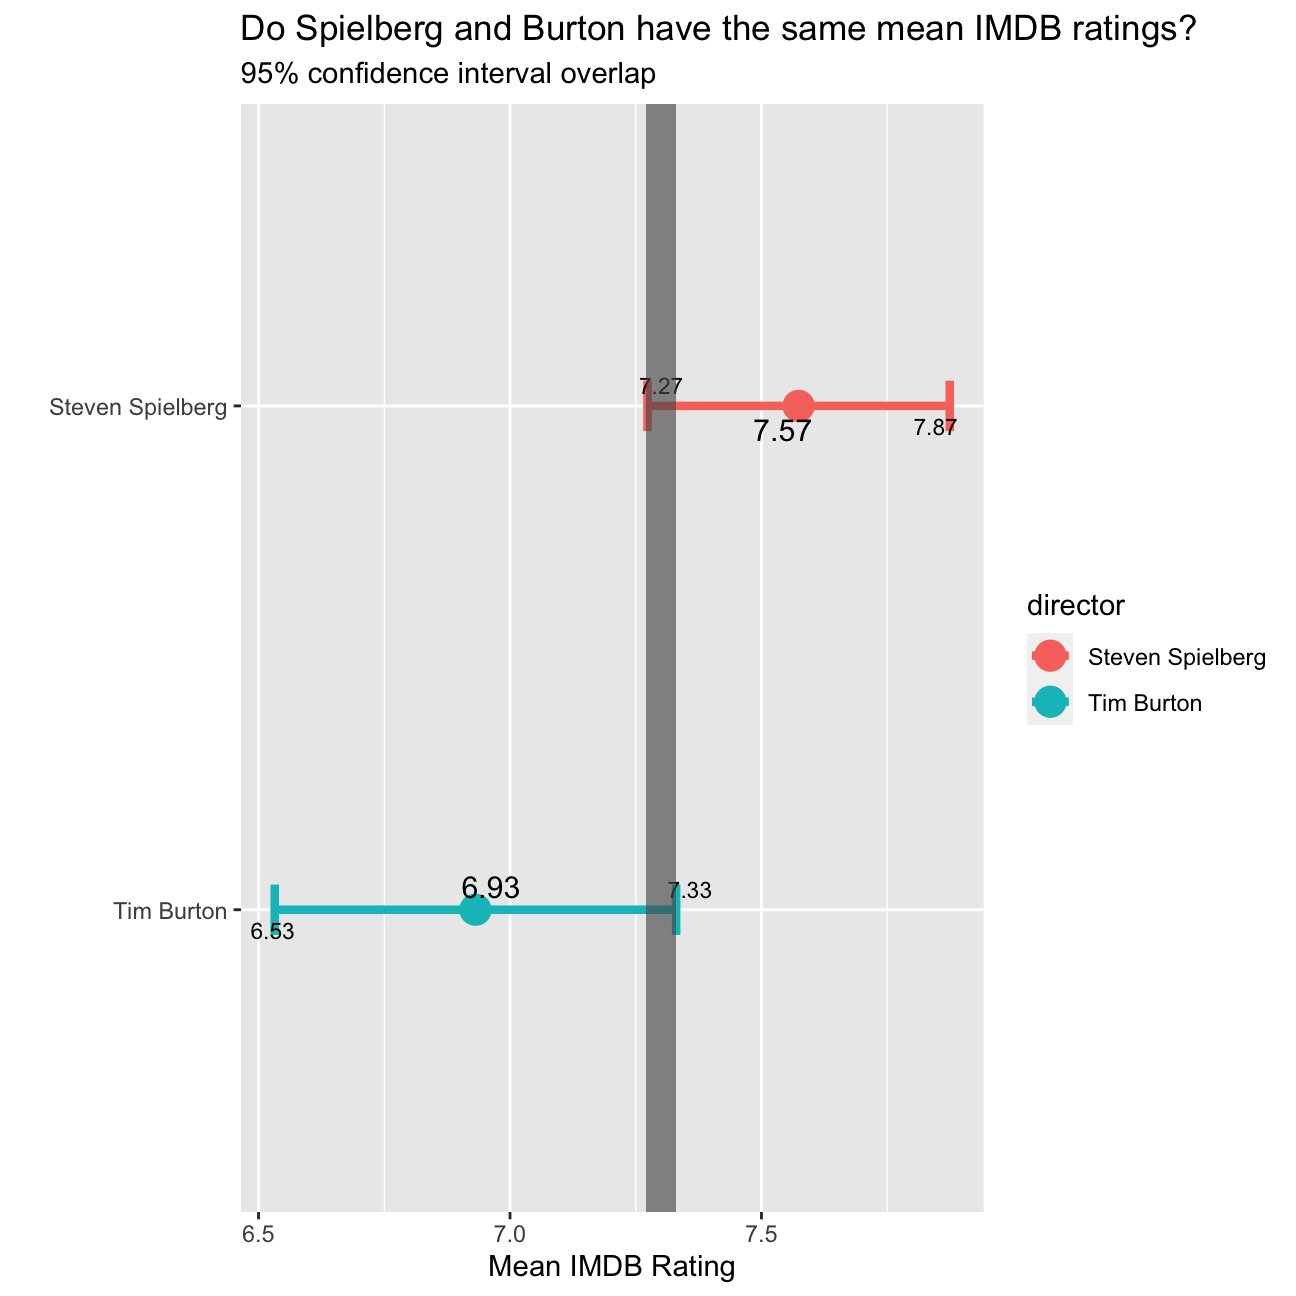 Do Spielberg and Burton have the same mean IMDB ratings?
95% confidence interval overlap
Steven Spielberg
7.27
7.57
7.87
Tim Burton
6.93
7.33
6.53
6.5
7.0
7.5
Mean IMDB Rating
director
Steven Spielberg
Tim Burton